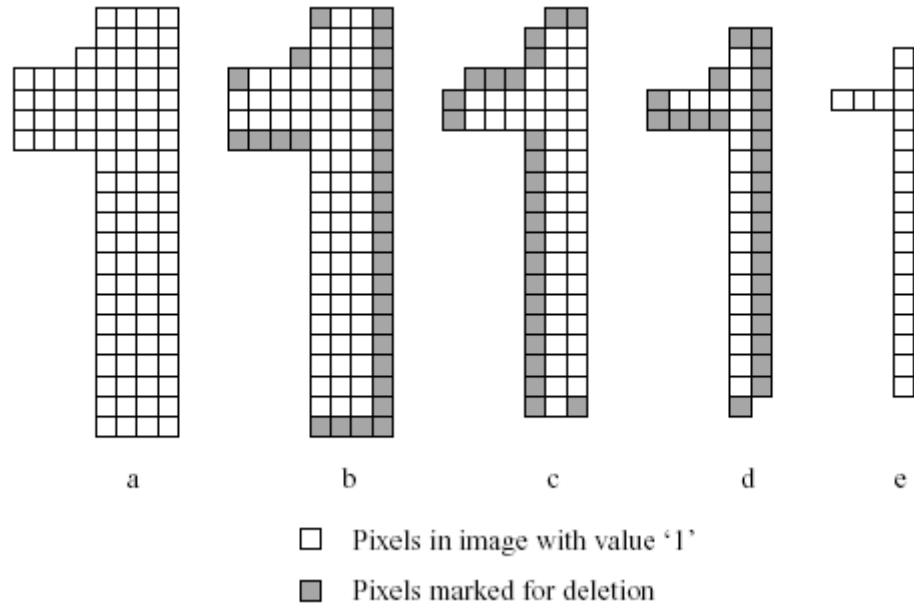 a b c d e
Pixels in image with value ‘1’
Pixels marked for deletion